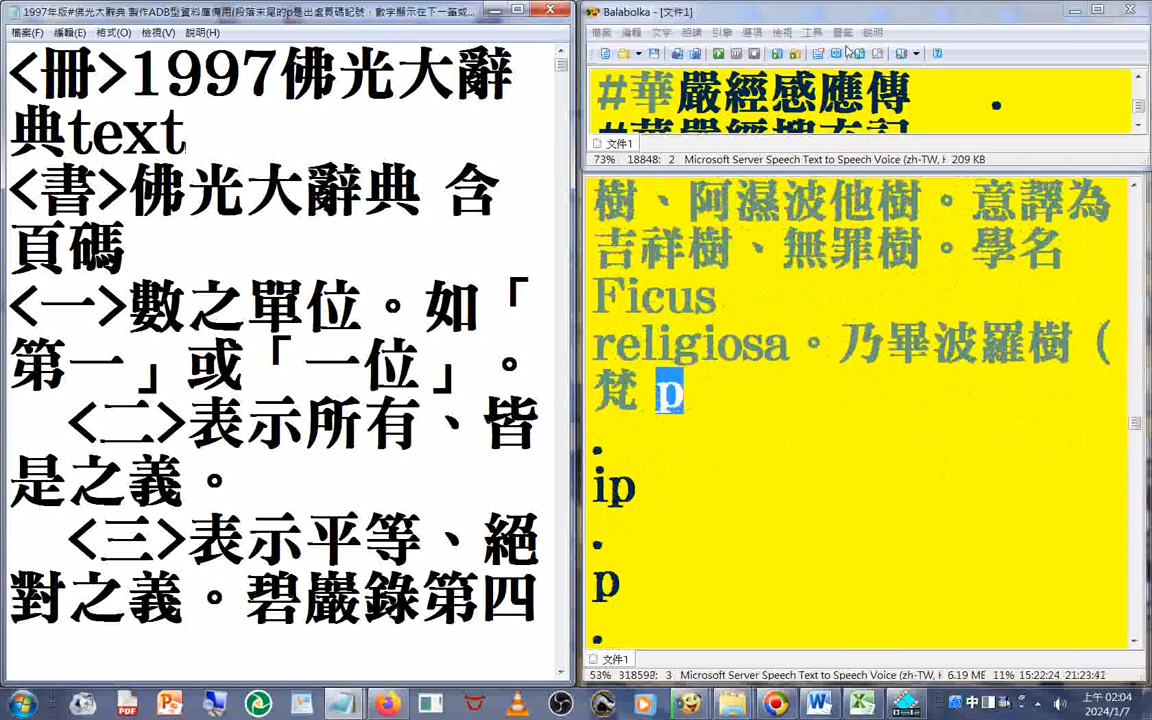 1997年版#佛光大辭典 製作ADB型資料庫備用(段落末尾的p是出處頁碼記號，數字顯示在下一筆或...
檔案(F) 編輯(E) 格式(O) 檢視(V) 說明(H)
<冊>1997佛光大辭
典text
<書>佛光大辭典 含
頁碼
<一>數之單位。如「
第一」或「一位」。
<二>表示所有、皆
是之義。
<三>表示平等、絕
對之義。碧巖錄第四
Balabolka - [文件1]
檔案 編輯 文字 朗讀 引擎 選項 檢視 工具 書籤 說明
#華嚴經感應傳 .
#華嚴經搜玄記
文件1
73% 18848: 2 Microsoft Server Speech Text to Speech Voice (zh-TW, H 209 KB
樹、阿濕波他樹。意譯為
吉祥樹、無罪樹。學名
Ficus
religiosa。乃畢波羅樹（
梵 p
.
ip
.
p
.
文件1
53% 318598: 3 Microsoft Server Speech Text to Speech Voice (zh-TW, H 6.19 MB 11% 15:22:24 21:23:41
中
上午 02:04
2024/1/7